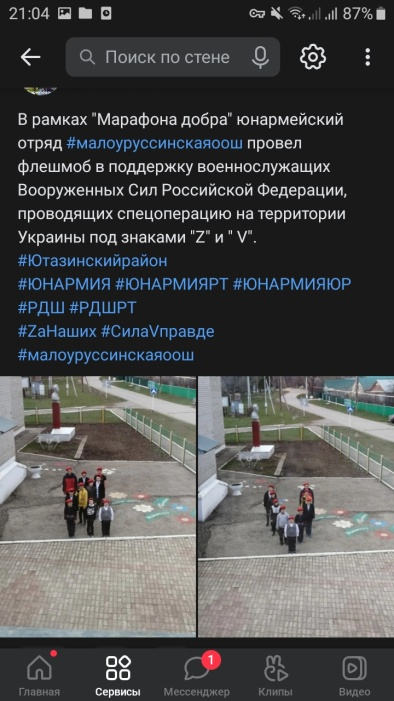 21:04
87%
Поиск по стене
В рамках "Марафона добра" юнармейский
отряд #малоуруссинскаяоош провел
флешмоб в поддержку военнослужащих
Вооруженных Сил Российской Федерации,
проводящих спецоперацию на территории
Украины под знаками "Z" и " V".
#Ютазинскийрайон
#ЮНАРМИЯ #ЮНАРМИЯРТ #ЮНАРМИЯЮР
#РДШ #РДШРТ
#ZаНаших #СилаVправде
#малоуруссинскаяоош
1
Главная Сервисы Мессенджер Клипы Видео